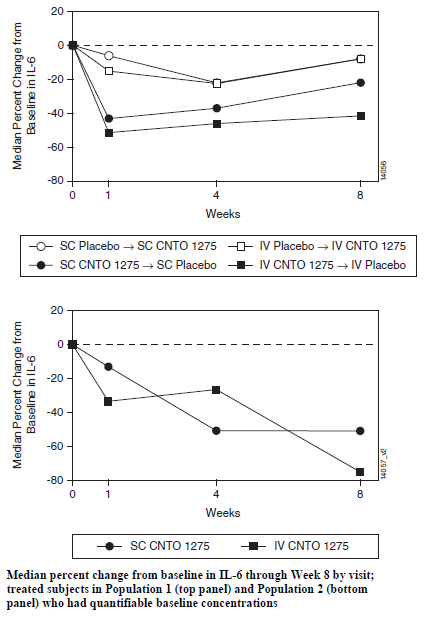 20
0
-20
-40
-60
-80
Median Percent Change from
Baseline in IL-6
0 1 4 8
Weeks
14056
SC Placebo → SC CNTO 1275 IV Placebo → IV CNTO 1275
SC CNTO 1275 → SC Placebo IV CNTO 1275 → IV Placebo
20
0
-20
-40
-60
-80
Median Percent Change from
Baseline in IL-6
0 1 4 8
Weeks
14057_v2
SC CNTO 1275 IV CNTO 1275
Median percent change from baseline in IL-6 through Week 8 by visit;
treated subjects in Population 1 (top panel) and Population 2 (bottom
panel) who had quantifiable baseline concentrations